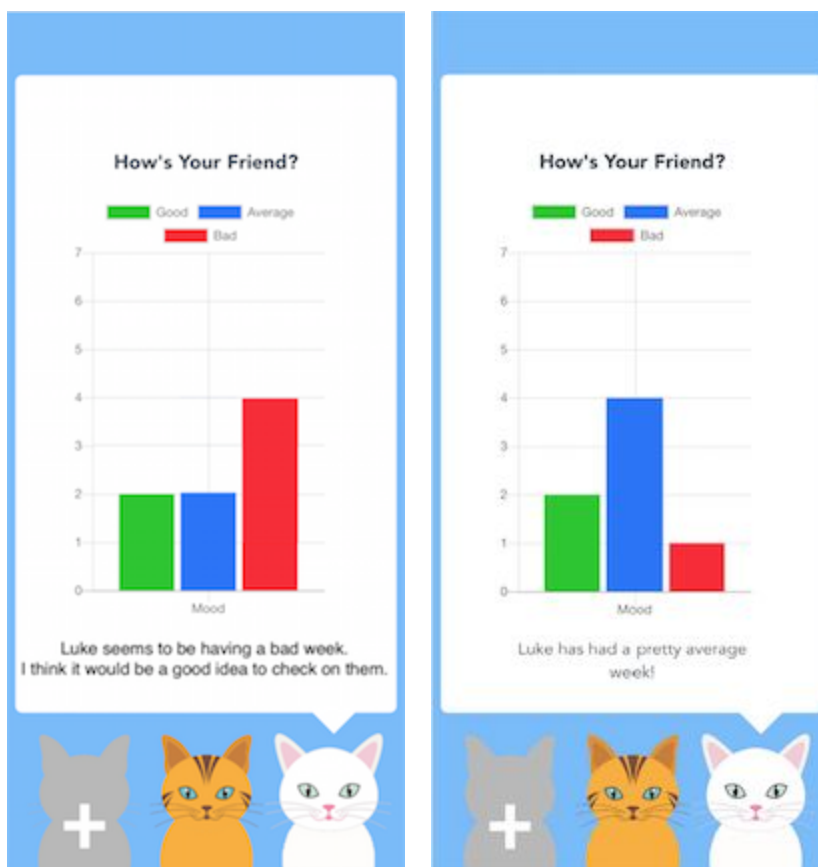 How's Your Friend?
Good
Average
Bad
7
6
5
4
3
2
1
0
Mood
Luke seems to be having a bad week.
I think it would be a good idea to check on them.
How's Your Friend?
Good
Average
Bad
7
6
5
4
3
2
1
0
Mood
Luke has had a pretty average
week!